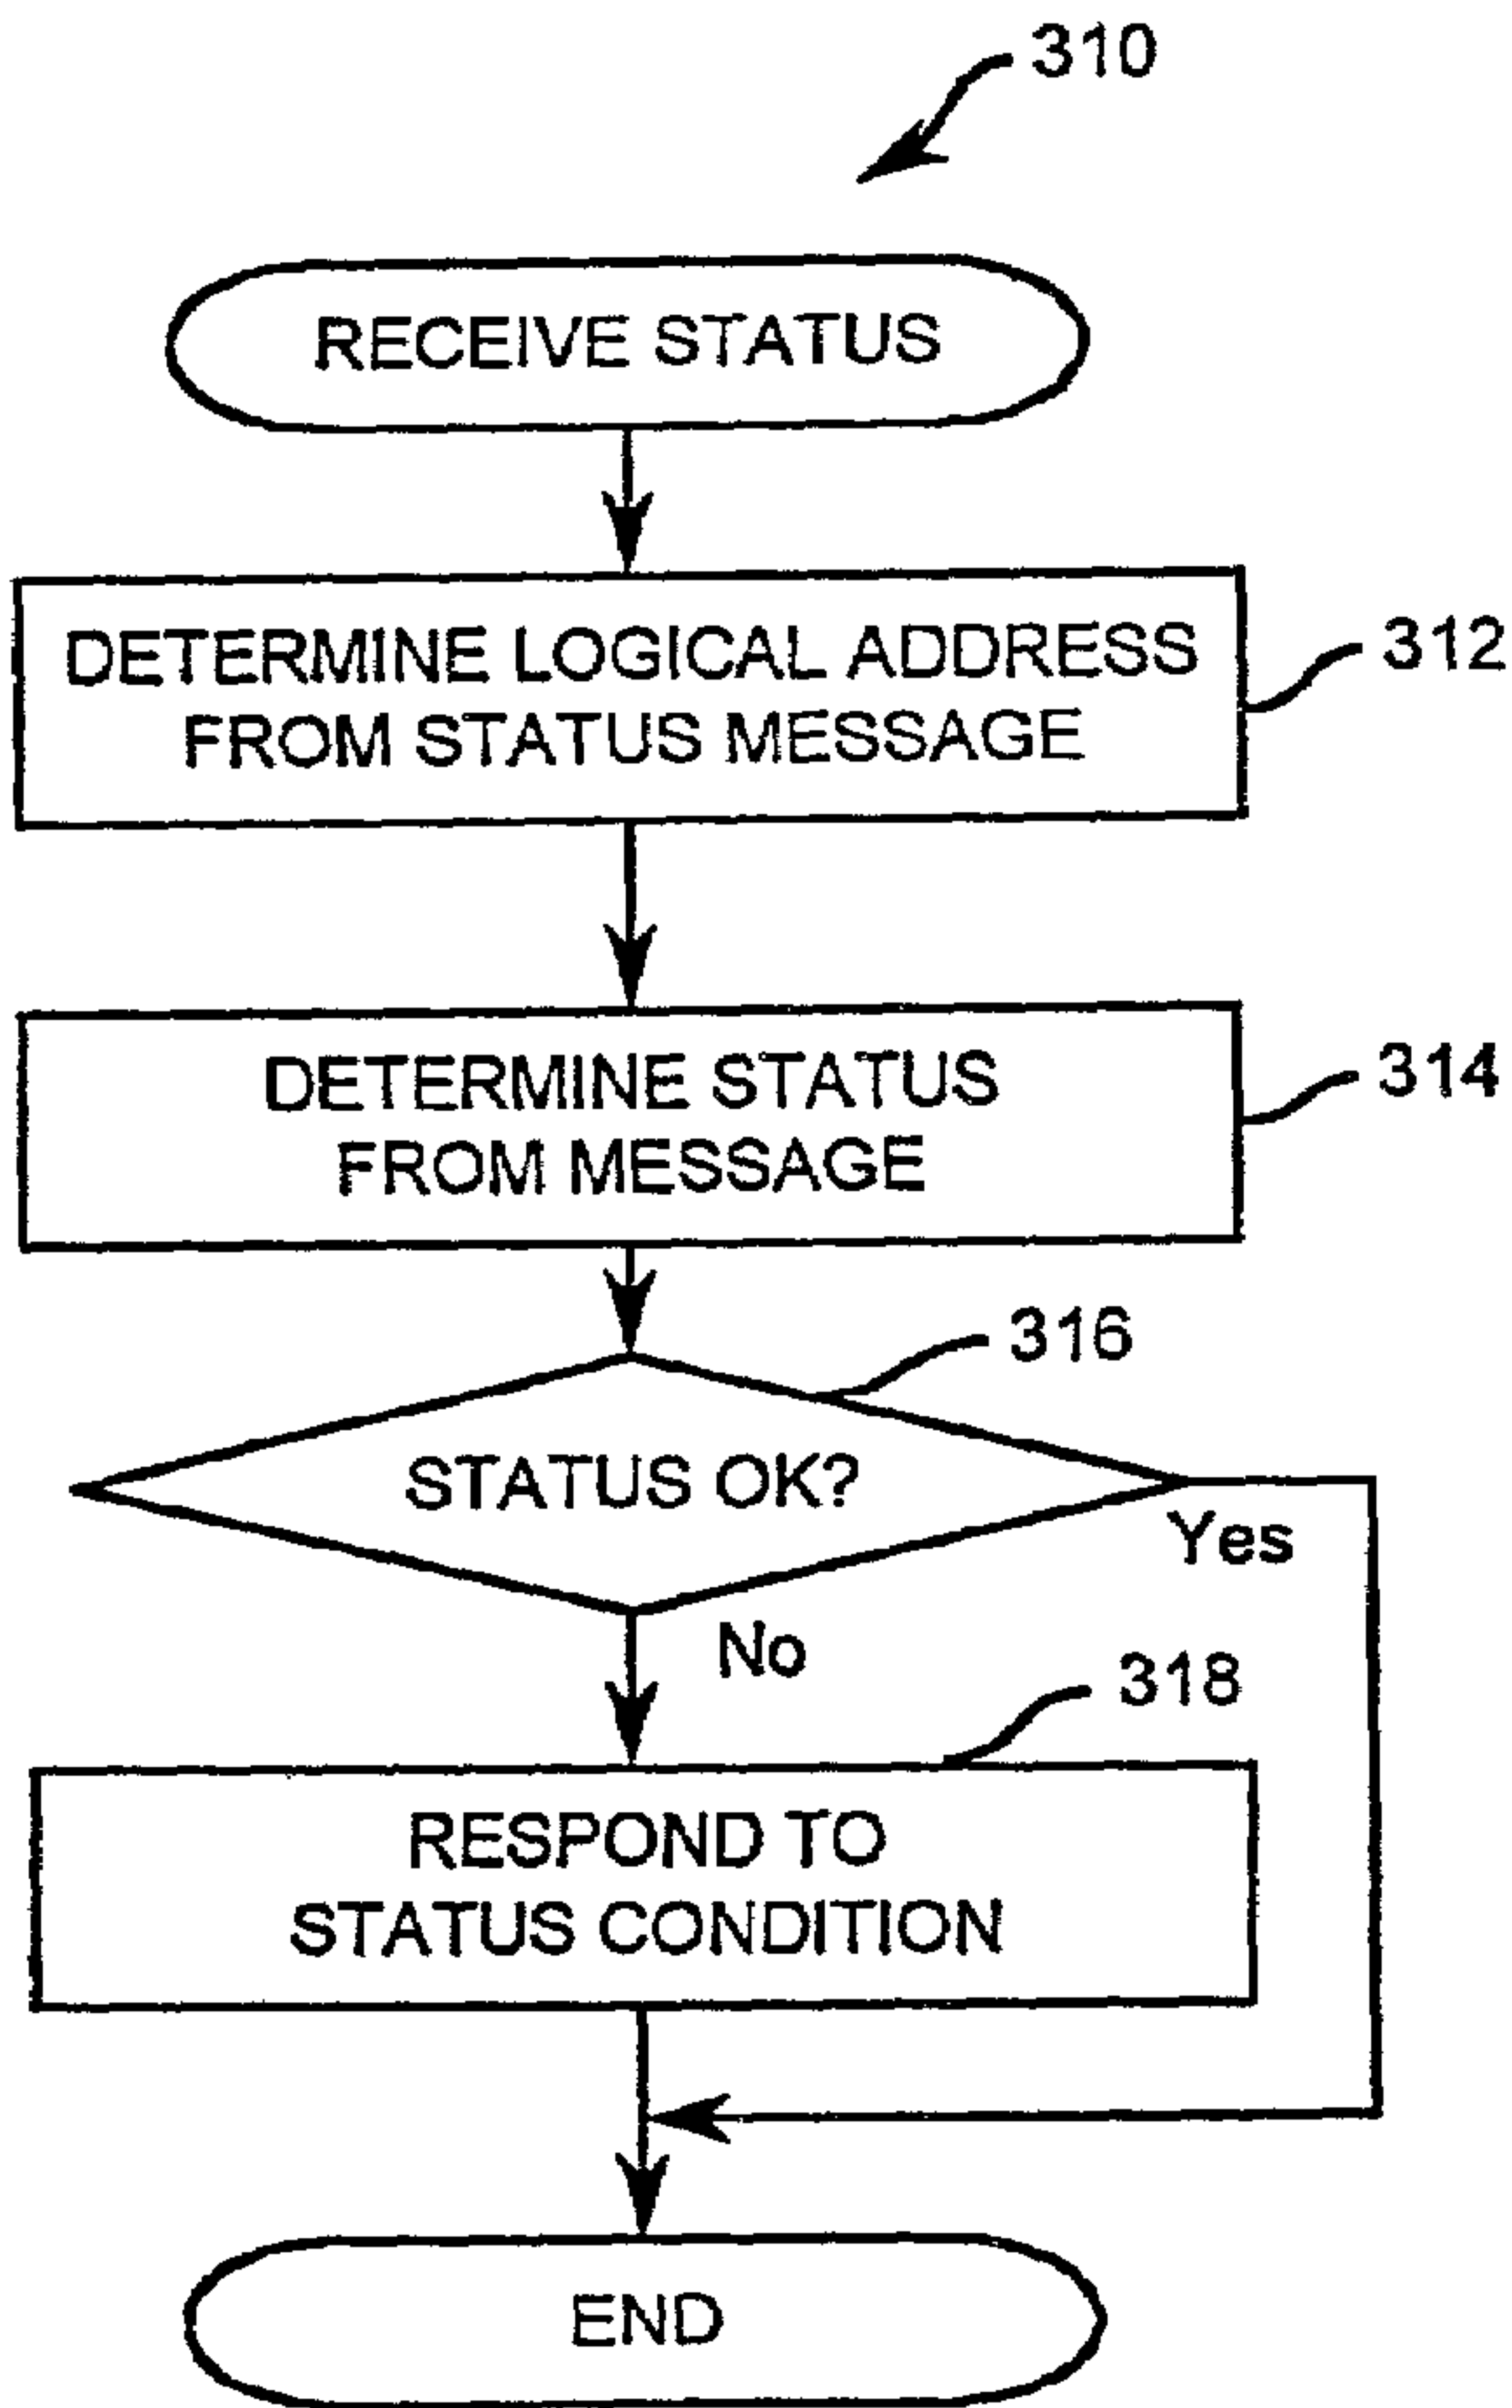 310
RECEIVE STATUS
DETERMINE LOGICAL ADDRESS
FROM STATUS MESSAGE
312
DETERMINE STATUS
FROM MESSAGE
314
316
STATUS OK?
Yes
No
318
RESPOND TO
STATUS CONDITION
END